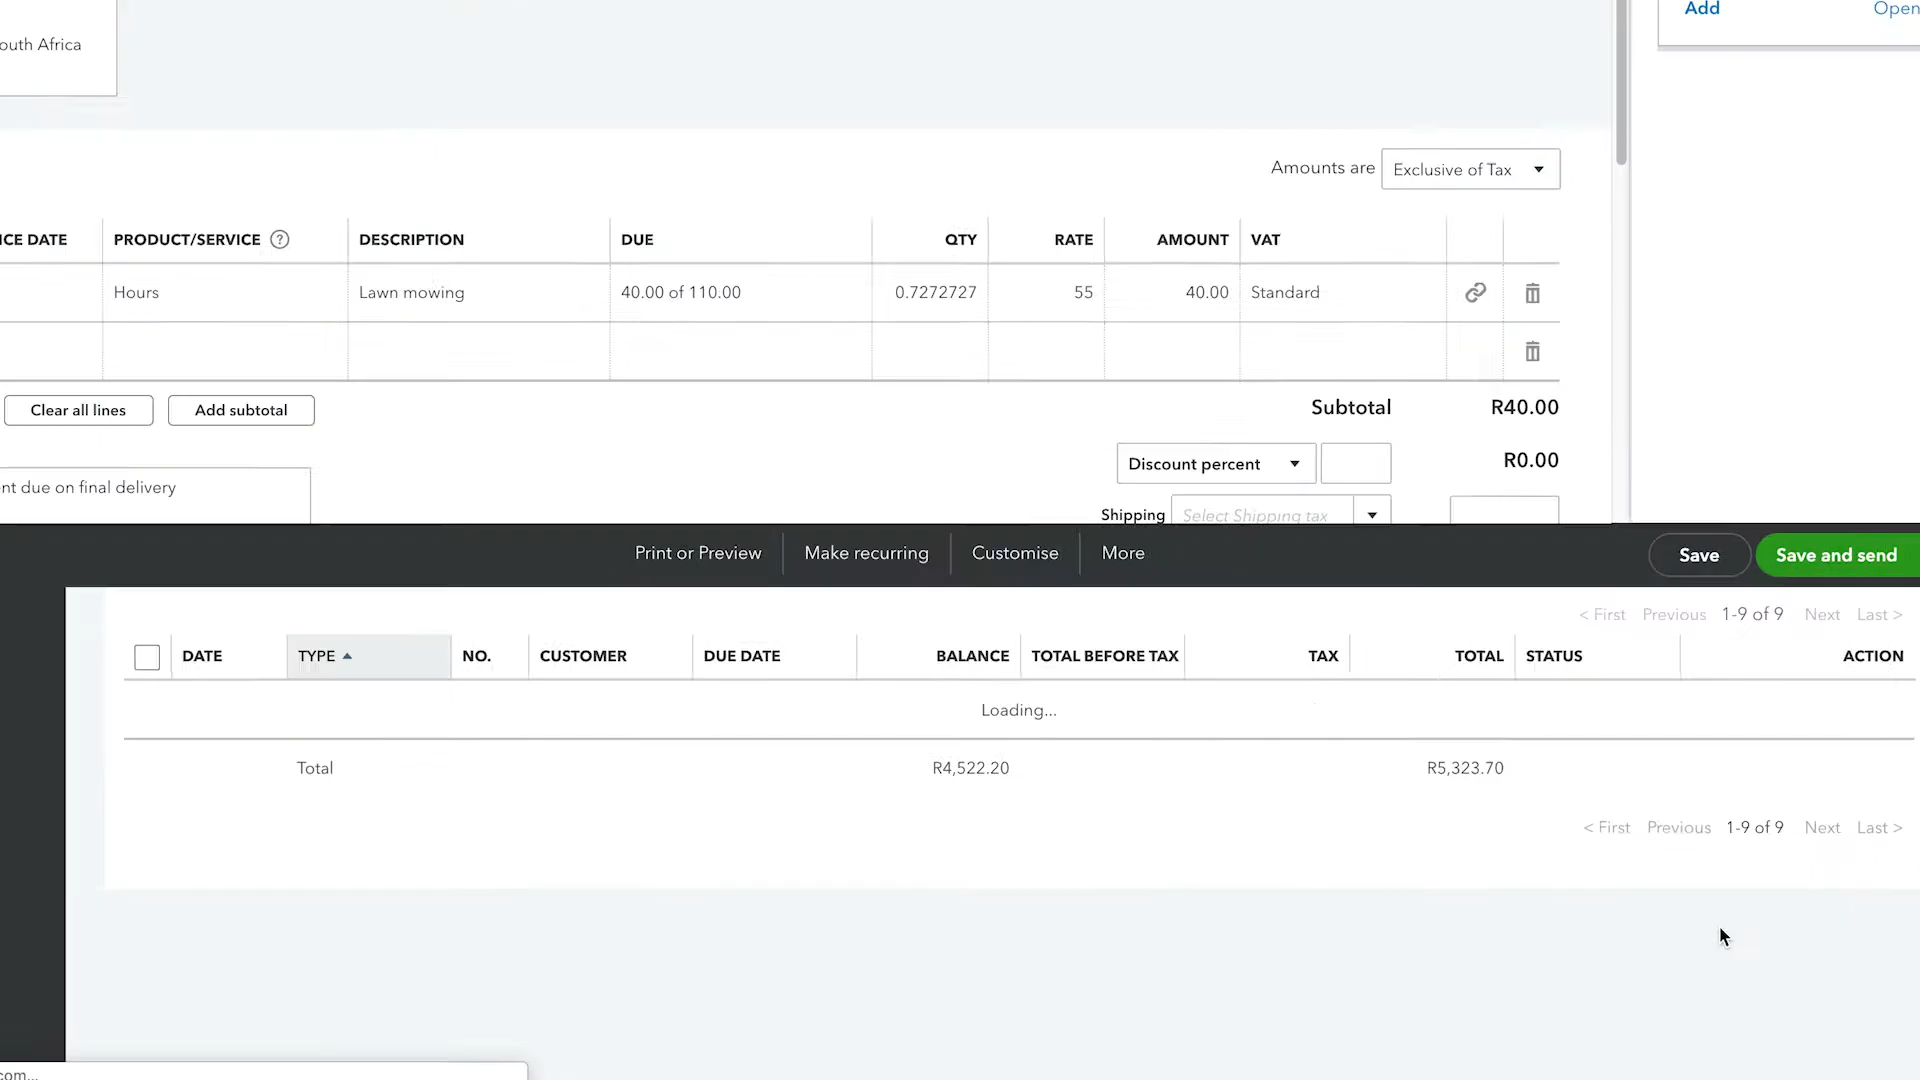 Add Open
outh Africa
Amounts are Exclusive of Tax
ICE DATE PRODUCT/SERVICE ? DESCRIPTION DUE QTY RATE AMOUNT VAT
Hours Lawn mowing 40.00 of 110.00 0.7272727 55 40.00 Standard
Clear all lines Add subtotal Subtotal R40.00
Discount percent R0.00
nt due on final delivery
Shipping Select Shipping tax
Print or Preview Make recurring Customise More Save Save and send
< First Previous 1-9 of 9 Next Last >
DATE TYPE NO. CUSTOMER DUE DATE BALANCE TOTAL BEFORE TAX TAX TOTAL STATUS ACTION
Loading...
Total R4,522.20 R5,323.70
< First Previous 1-9 of 9 Next Last >
com...